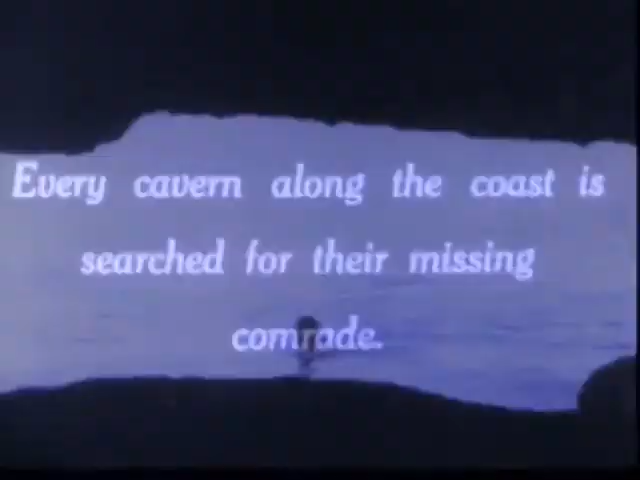 Every cavern along the coast is
searched for their missing
comrade.